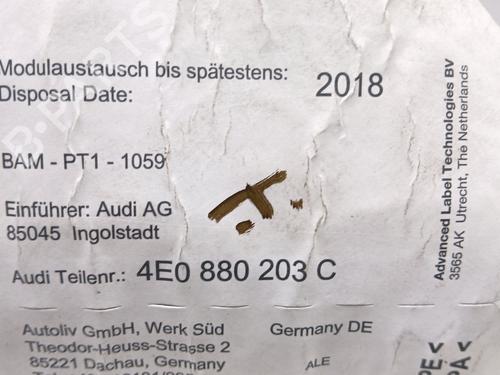 Modulaustausch bis spätestens: 2018
Disposal Date:
BAM - PT1 - 1059
Einführer: Audi AG
85045 Ingolstadt
Audi Teilenr.: 4E0 880 203 C
Autoliv GmbH, Werk Süd Germany DE
Theodor-Heuss-Strasse 2
85221 Dachau, Germany ALE
Advanced Label Technologies BV
3565 AK Utrecht, The Netherlands